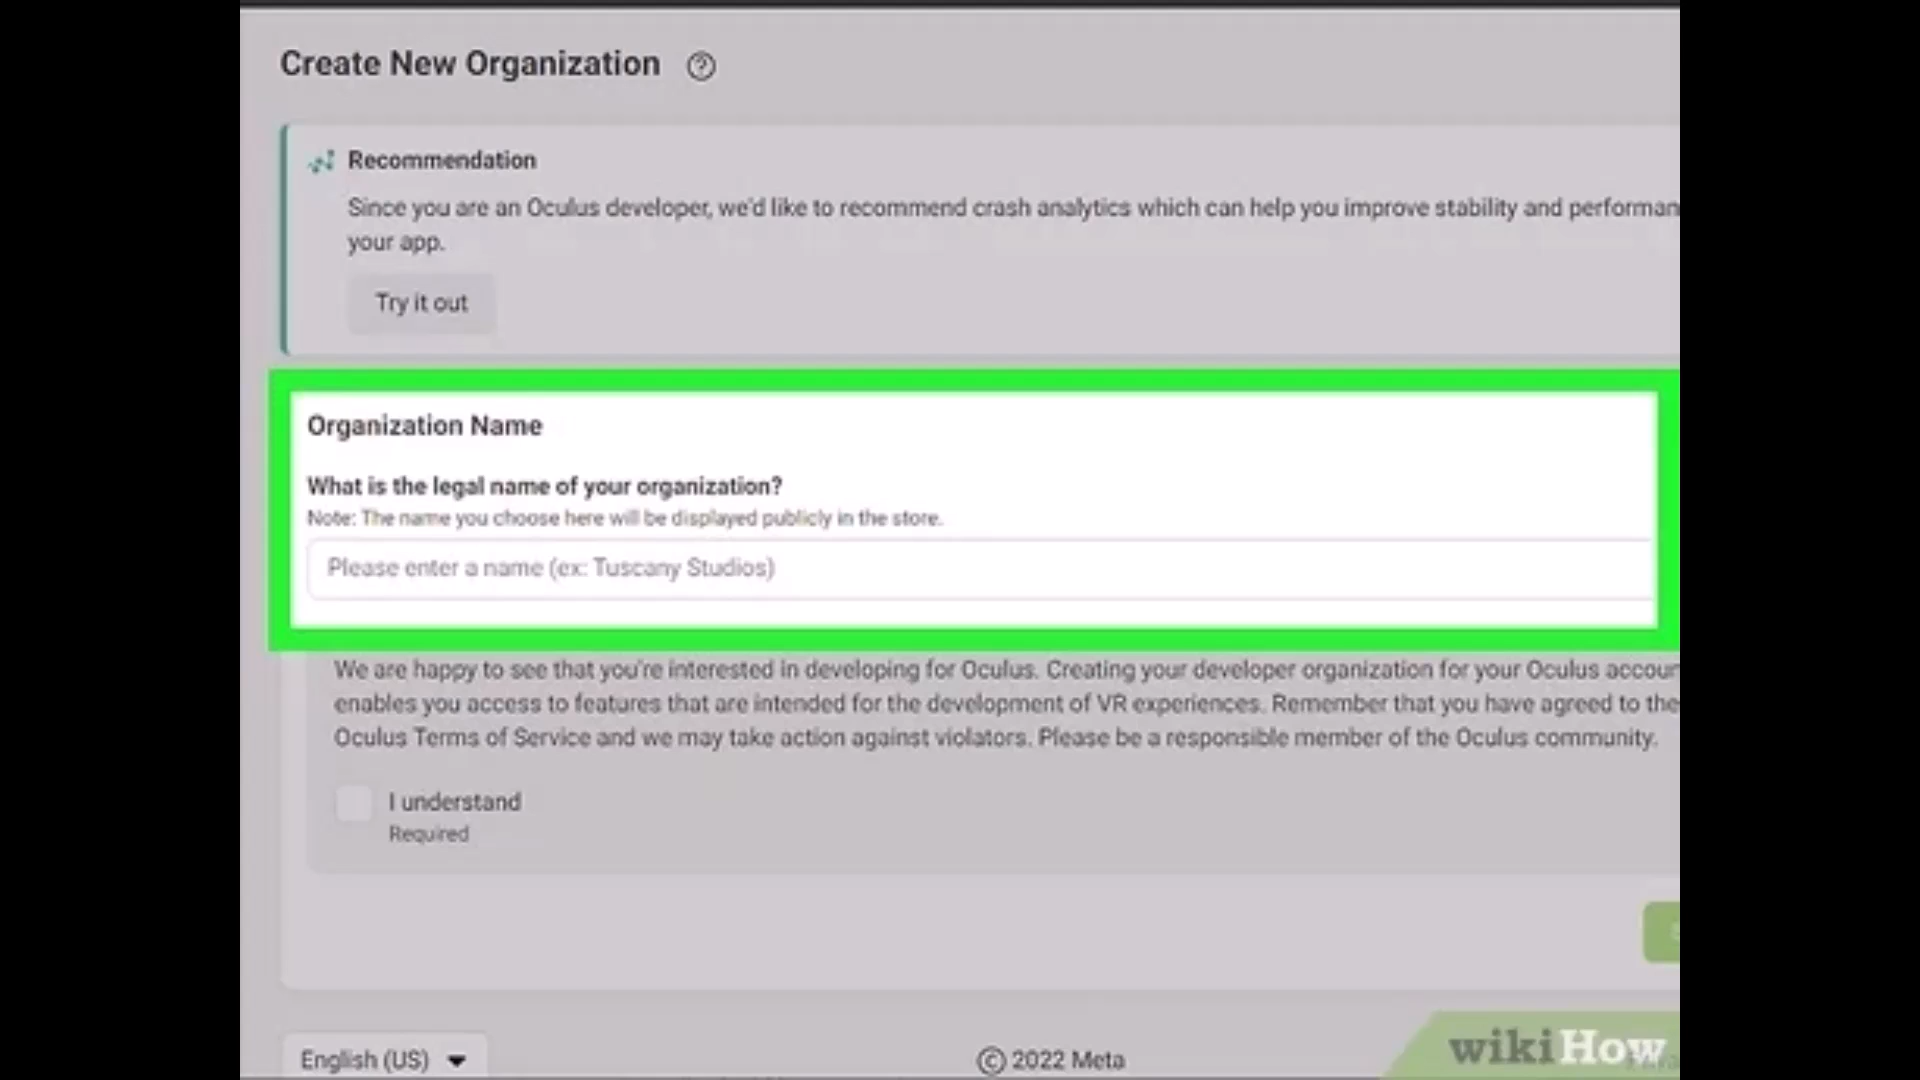 Create New Organization
Recommendation
Since you are an Oculus developer, we'd like to recommend crash analytics which can help you improve stability and performan
your app.
Try it out
Organization Name
What is the legal name of your organization?
Note: The name you choose here will be displayed publicly in the store.
Please enter a name (ex: Tuscany Studios)
We are happy to see that you're interested in developing for Oculus. Creating your developer organization for your Oculus accoun
enables you access to features that are intended for the development of VR experiences. Remember that you have agreed to the
Oculus Terms of Service and we may take action against violators. Please be a responsible member of the Oculus community.
I understand
Required
English (US)
© 2022 Meta
wikiHow